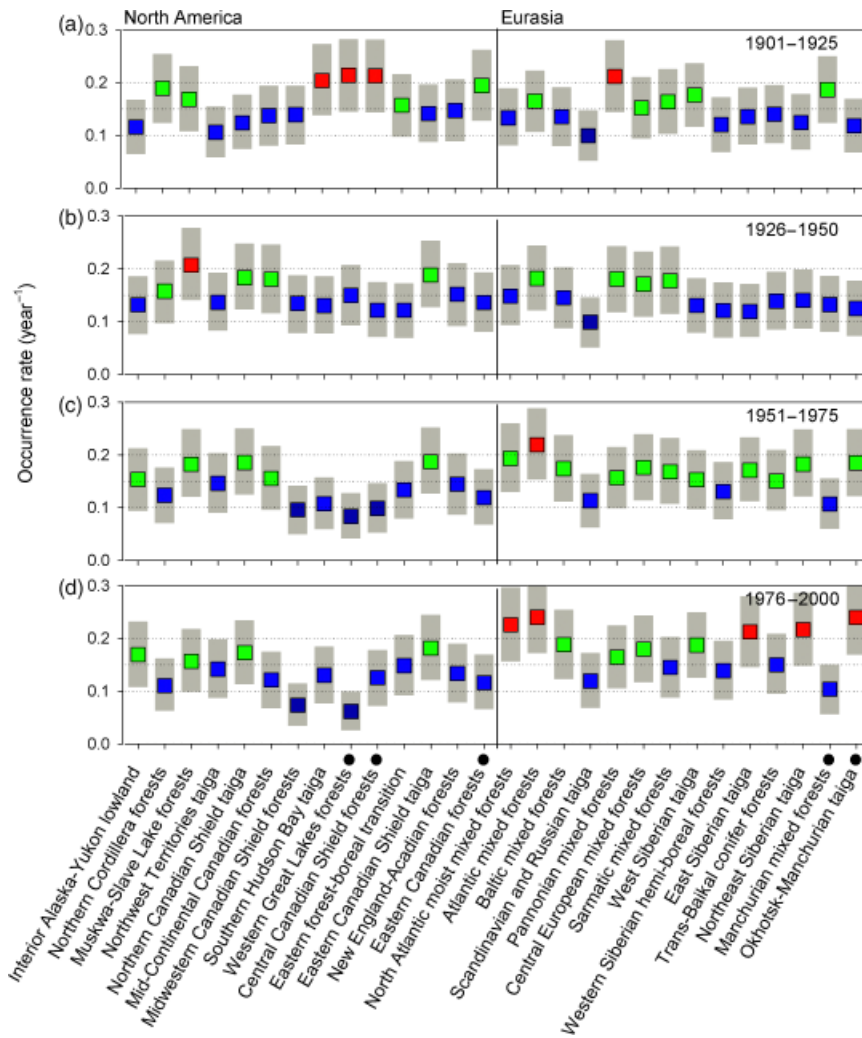 North America
Eurasia
(a)
1901–1925
0.3
0.2
0.1
0.0
(b)
1926–1950
0.3
0.2
0.1
0.0
Occurrence rate (year⁻¹)
(c)
1951–1975
0.3
0.2
0.1
0.0
(d)
1976–2000
0.3
0.2
0.1
0.0
Interior Alaska-Yukon lowland
Northern Cordillera forests
Muskwa-Slave Lake forests
Northwest Territories taiga
Northern Canadian Shield taiga
Mid-Continental Canadian forests
Midwestern Canadian Shield forests
Southern Hudson Bay taiga
Western Great Lakes forests
Central Canadian Shield forests
Eastern forest-boreal transition
Eastern Canadian Shield taiga
New England-Acadian forests
Eastern Canadian forests
North Atlantic moist mixed forests
Atlantic mixed forests
Baltic mixed forests
Scandinavian and Russian taiga
Pannonian mixed forests
Central European mixed forests
Sarmatic mixed forests
West Siberian taiga
Western Siberian hemi-boreal forests
East Siberian taiga
Trans-Baikal conifer forests
Northeast Siberian taiga
Manchurian mixed forests
Okhotsk-Manchurian taiga